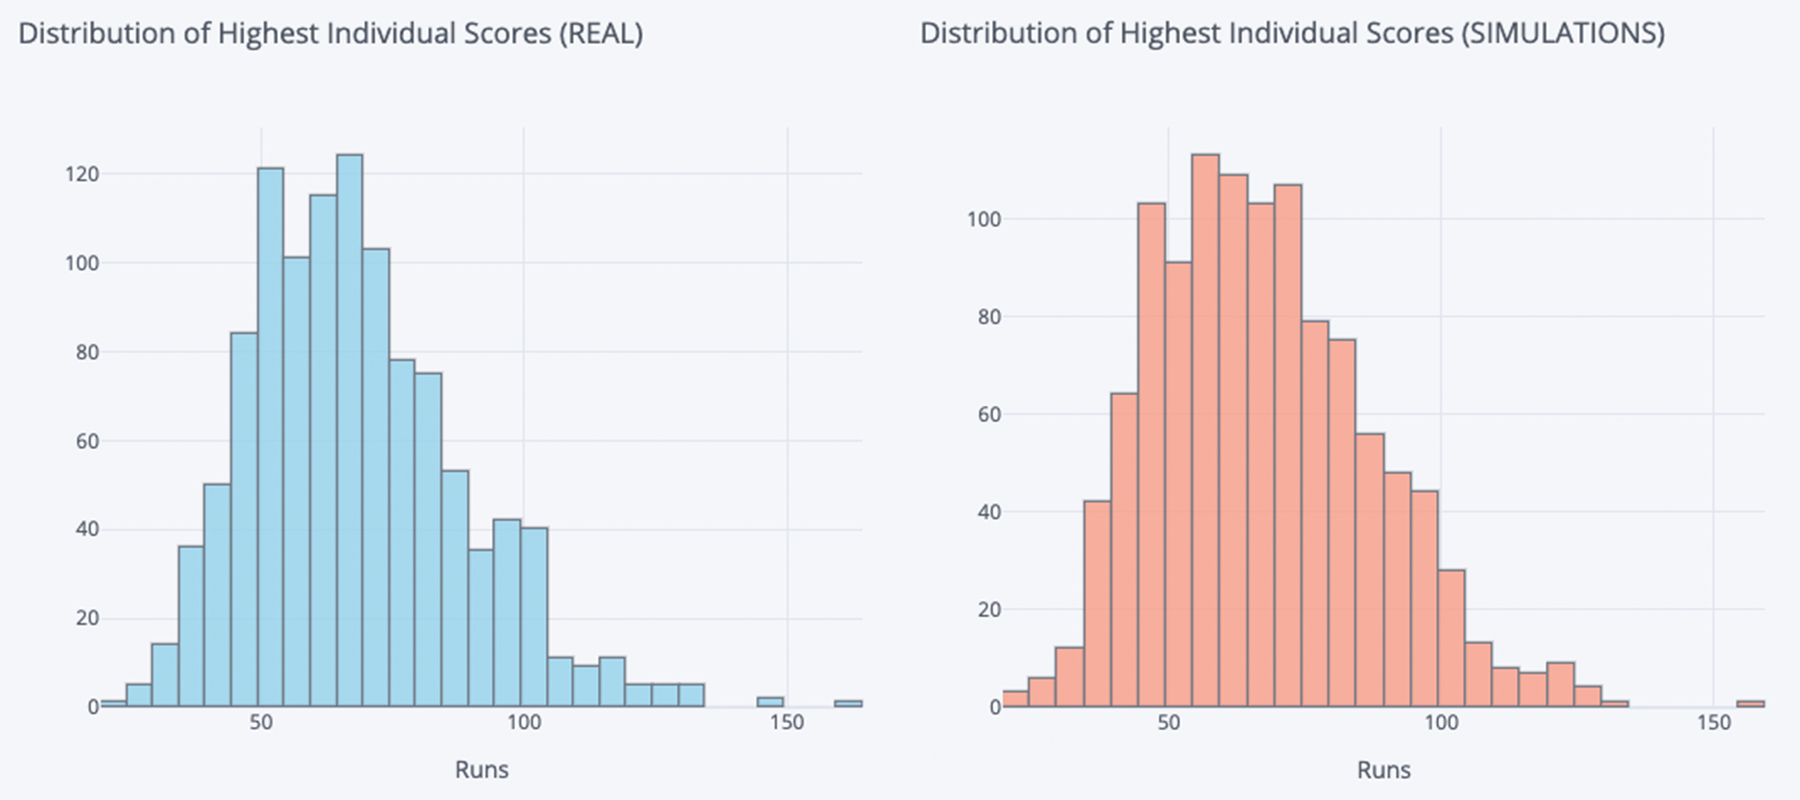 Distribution of Highest Individual Scores (REAL)
120
100
80
60
40
20
0
50 100 150
Runs
Distribution of Highest Individual Scores (SIMULATIONS)
100
80
60
40
20
0
50 100 150
Runs